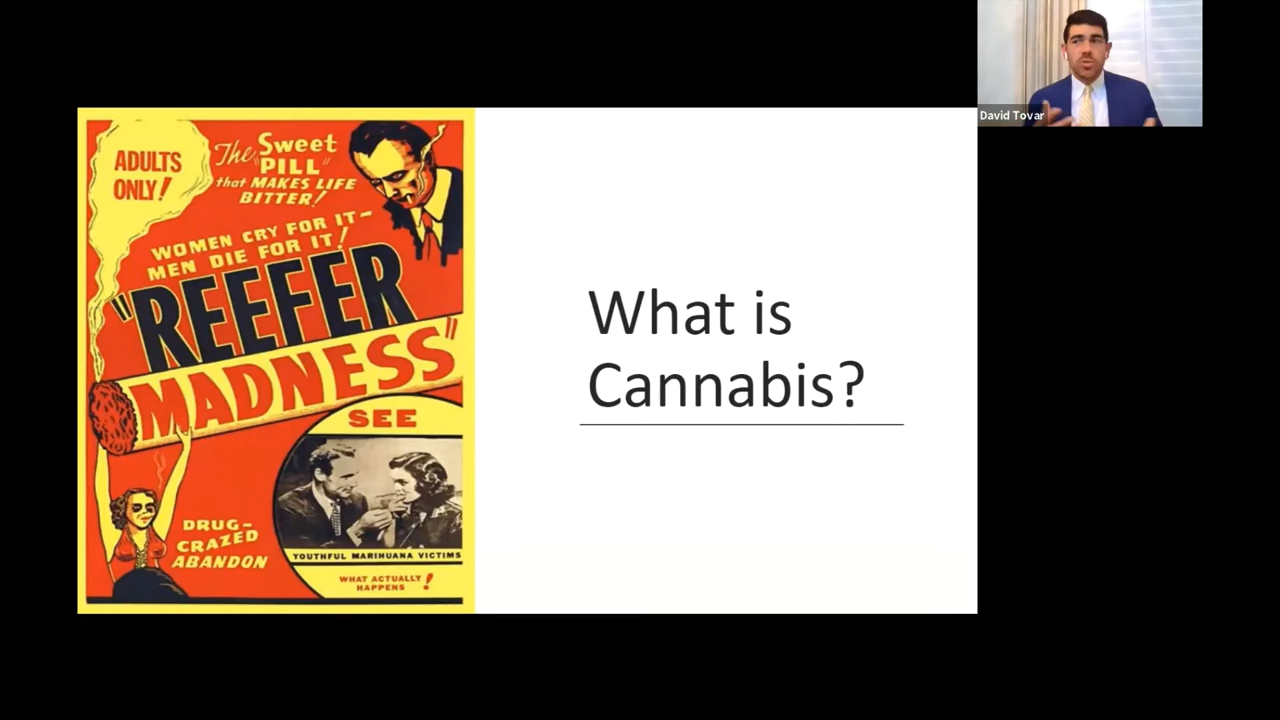 ADULTS
ONLY!
The Sweet
"PILL"
that MAKES LIFE
BITTER!
WOMEN CRY FOR IT-
MEN DIE FOR IT!
"REEFER
MADNESS"
SEE
DRUG-
CRAZED
ABANDON
YOUTHFUL MARIHUANA VICTIMS
WHAT ACTUALLY
HAPPENS!
What is
Cannabis?
David Tovar